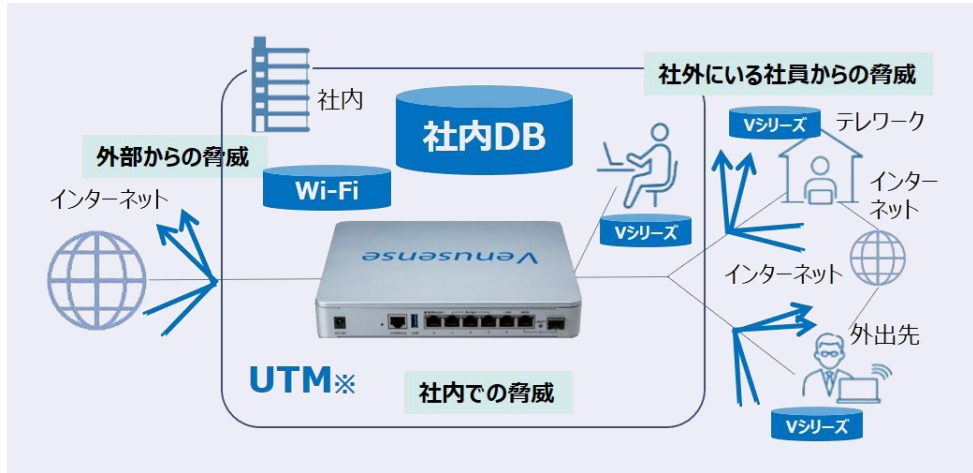 社内
社外にいる社員からの脅威
社内DB
Vシリーズ
テレワーク
外部からの脅威
Wi-Fi
インターネット
インター
ネット
Vシリーズ
Venusense
インターネット
外出先
UTM※
社内での脅威
Vシリーズ